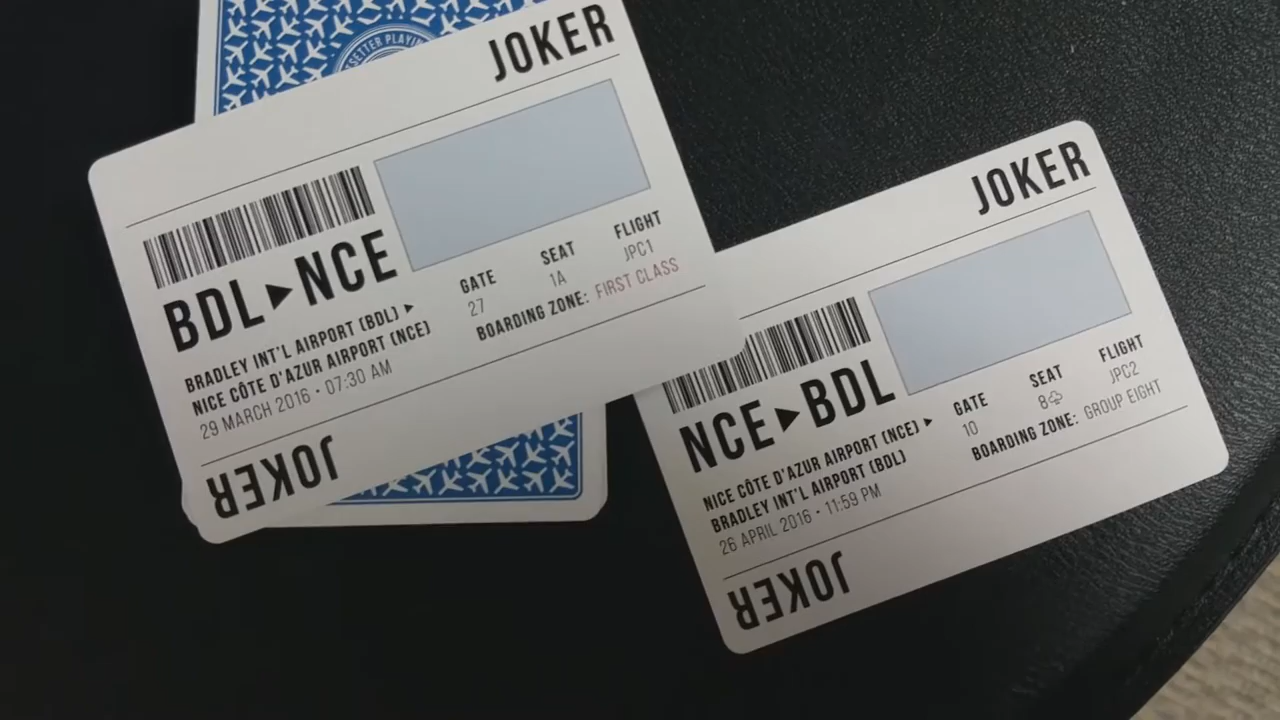 SETTER PLAYI
JOKER
BDL▶NCE
BRADLEY INT'L AIRPORT (BDL) ▶
NICE CÔTE D'AZUR AIRPORT (NCE)
29 MARCH 2016 • 07:30 AM
GATE SEAT FLIGHT
27 1A JPC1
BOARDING ZONE: FIRST CLASS
JOKER
JOKER
NCE▶BDL
NICE CÔTE D'AZUR AIRPORT (NCE) ▶
BRADLEY INT'L AIRPORT (BDL)
26 APRIL 2016 • 11:59 PM
GATE SEAT FLIGHT
10 8♧ JPC2
BOARDING ZONE: GROUP EIGHT
JOKER